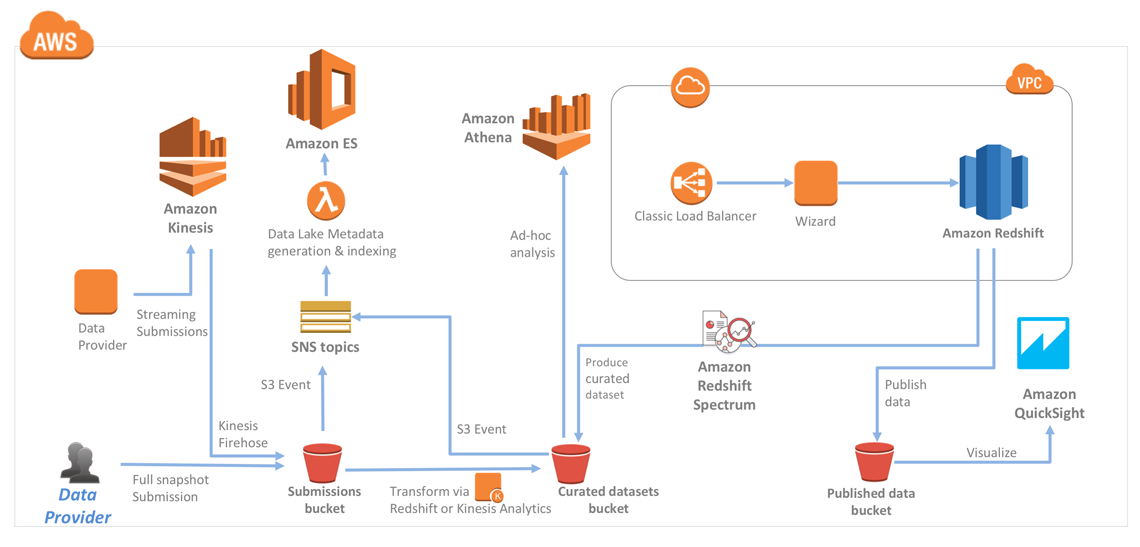 AWS
VPC
Amazon ES
Amazon
Athena
Amazon
Kinesis
Data Lake Metadata
generation & indexing
Classic Load Balancer
Wizard
Amazon Redshift
Ad-hoc
analysis
Data
Provider
Streaming
Submissions
SNS topics
Produce
curated
dataset
Amazon
Redshift
Spectrum
Publish
data
Amazon
QuickSight
S3 Event
Kinesis
Firehose
S3 Event
Visualize
Data
Provider
Full snapshot
Submission
Submissions
bucket
Transform via
K
Redshift or Kinesis Analytics
Curated datasets
bucket
Published data
bucket